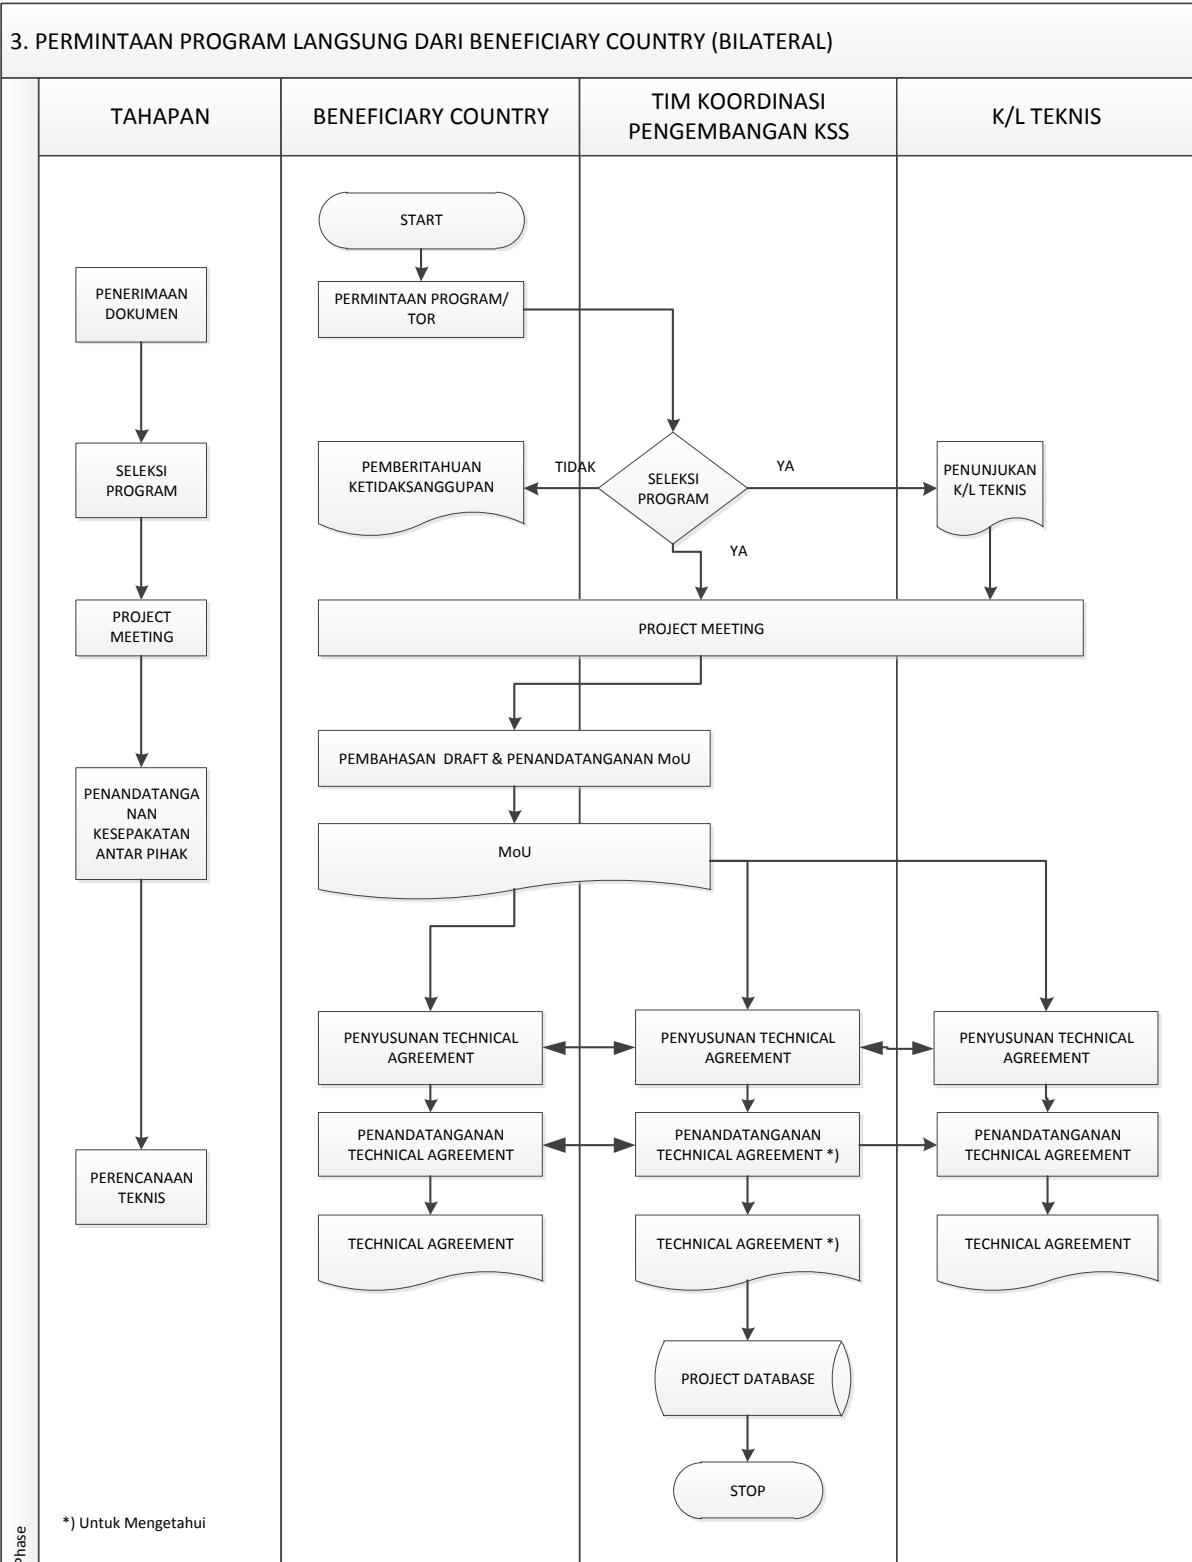 3. PERMINTAAN PROGRAM LANGSUNG DARI BENEFICIARY COUNTRY (BILATERAL)
TAHAPAN
BENEFICIARY COUNTRY
TIM KOORDINASI
PENGEMBANGAN KSS
K/L TEKNIS
START
PENERIMAAN
DOKUMEN
PERMINTAAN PROGRAM/
TOR
SELEKSI
PROGRAM
PEMBERITAHUAN
KETIDAKSANGGUPAN
TIDAK
SELEKSI
PROGRAM
YA
PENUNJUKAN
K/L TEKNIS
YA
PROJECT
MEETING
PROJECT MEETING
PEMBAHASAN DRAFT & PENANDATANGANAN MoU
PENANDATANGA
NAN
KESEPAKATAN
ANTAR PIHAK
MoU
PENYUSUNAN TECHNICAL
AGREEMENT
PENYUSUNAN TECHNICAL
AGREEMENT
PENYUSUNAN TECHNICAL
AGREEMENT
PENANDATANGANAN
TECHNICAL AGREEMENT
PENANDATANGANAN
TECHNICAL AGREEMENT *)
PENANDATANGANAN
TECHNICAL AGREEMENT
PERENCANAAN
TEKNIS
TECHNICAL AGREEMENT
TECHNICAL AGREEMENT *)
TECHNICAL AGREEMENT
PROJECT DATABASE
STOP
*) Untuk Mengetahui
Phase